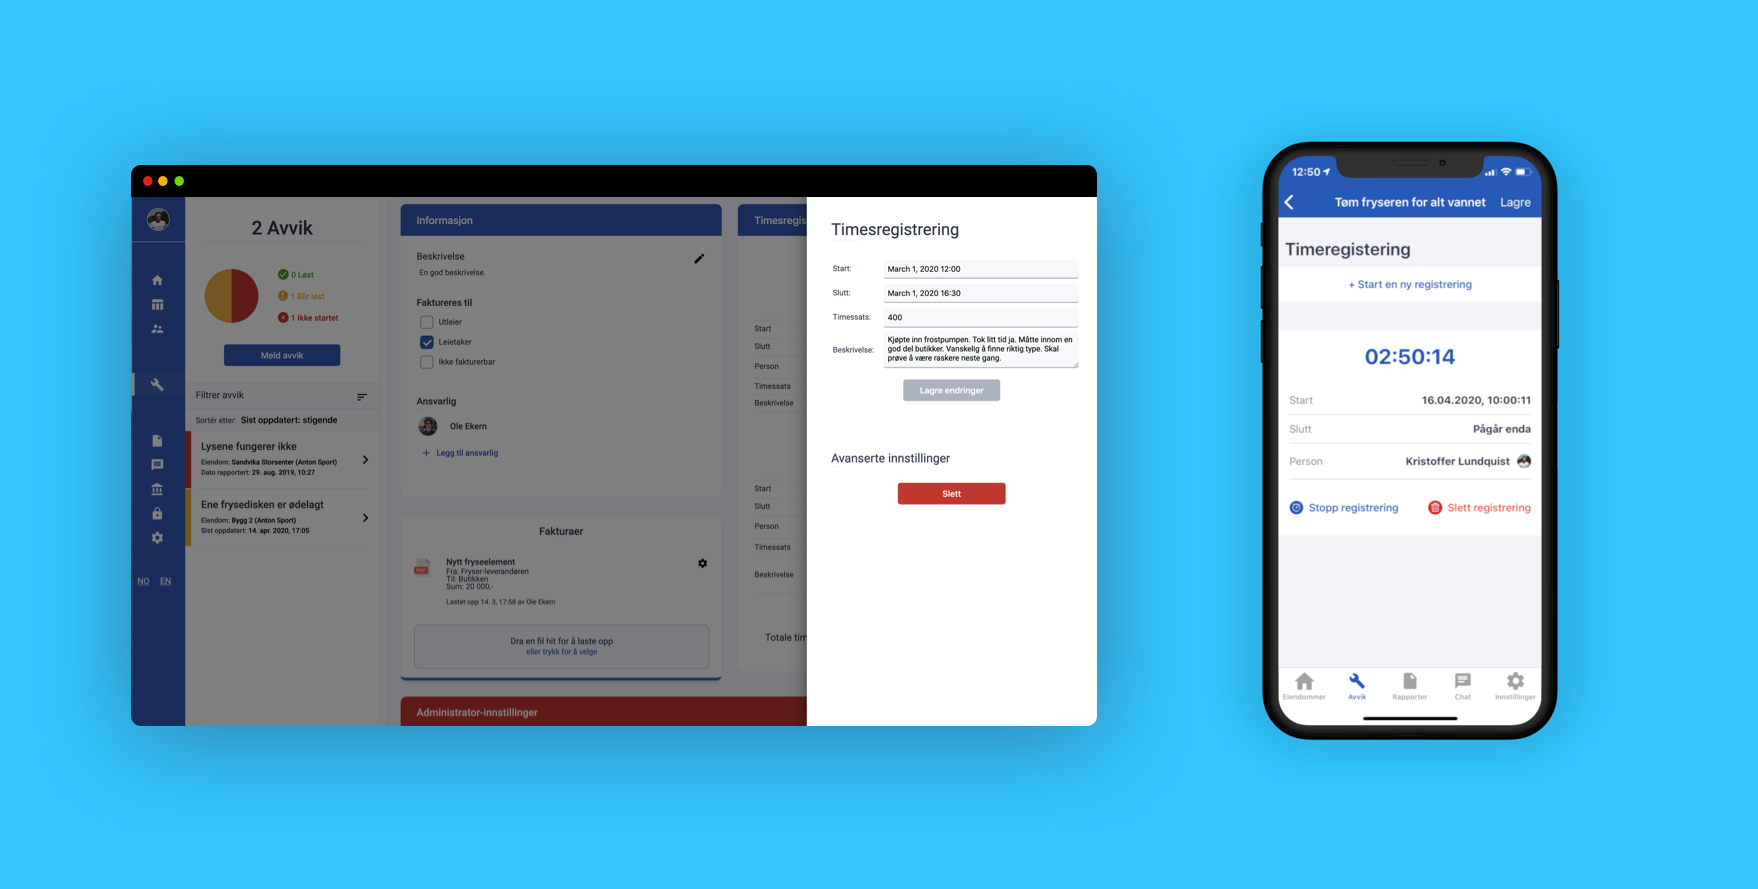 2 Avvik
0 Løst
1 Blir løst
1 Ikke startet
Meld avvik
Filtrer avvik
Sortér etter: Sist oppdatert: stigende
Lysene fungerer ikke
Eiendom: Sandvika Storsenter (Anton Sport)
Dato rapportert: 29. aug. 2019, 10:27
Ene frysedisken er ødelagt
Eiendom: Bygg 2 (Anton Sport)
Sist oppdatert: 14. apr. 2020, 17:05
NO EN
Informasjon
Beskrivelse
En god beskrivelse.
Faktureres til
Utleier
Leietaker
Ikke fakturerbar
Ansvarlig
Ole Ekern
+ Legg til ansvarlig
Fakturaer
PDF
Nytt fryseelement
Fra: Fryser-leverandøren
Til: Butikken
Sum: 20 000,-
Lastet opp 14. 3, 17:58 av Ole Ekern
Dra en fil hit for å laste opp
eller trykk for å velge
Administrator-innstillinger
Timesregis
Start
Slutt
Person
Timessats
Beskrivelse
Start
Slutt
Person
Timessats
Beskrivelse
Totale tim
Timesregistrering
Start: March 1, 2020 12:00
Slutt: March 1, 2020 16:30
Timessats: 400
Beskrivelse: Kjøpte inn frostpumpen. Tok litt tid ja. Måtte innom en
god del butikker. Vanskelig å finne riktig type. Skal
prøve å være raskere neste gang.
Lagre endringer
Avanserte innstillinger
Slett
12:50
Tøm fryseren for alt vannet Lagre
Timeregistering
+ Start en ny registrering
02:50:14
Start 16.04.2020, 10:00:11
Slutt Pågår enda
Person Kristoffer Lundquist
Stopp registrering Slett registrering
Eiendommer Avvik Rapporter Chat Innstillinger